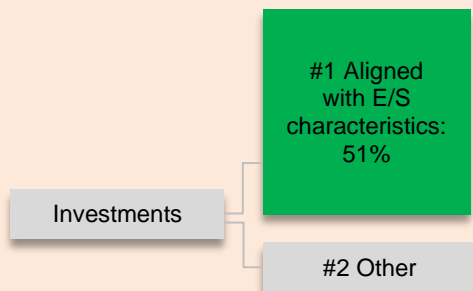 #1 Aligned
with E/S
characteristics:
51%
Investments
#2 Other